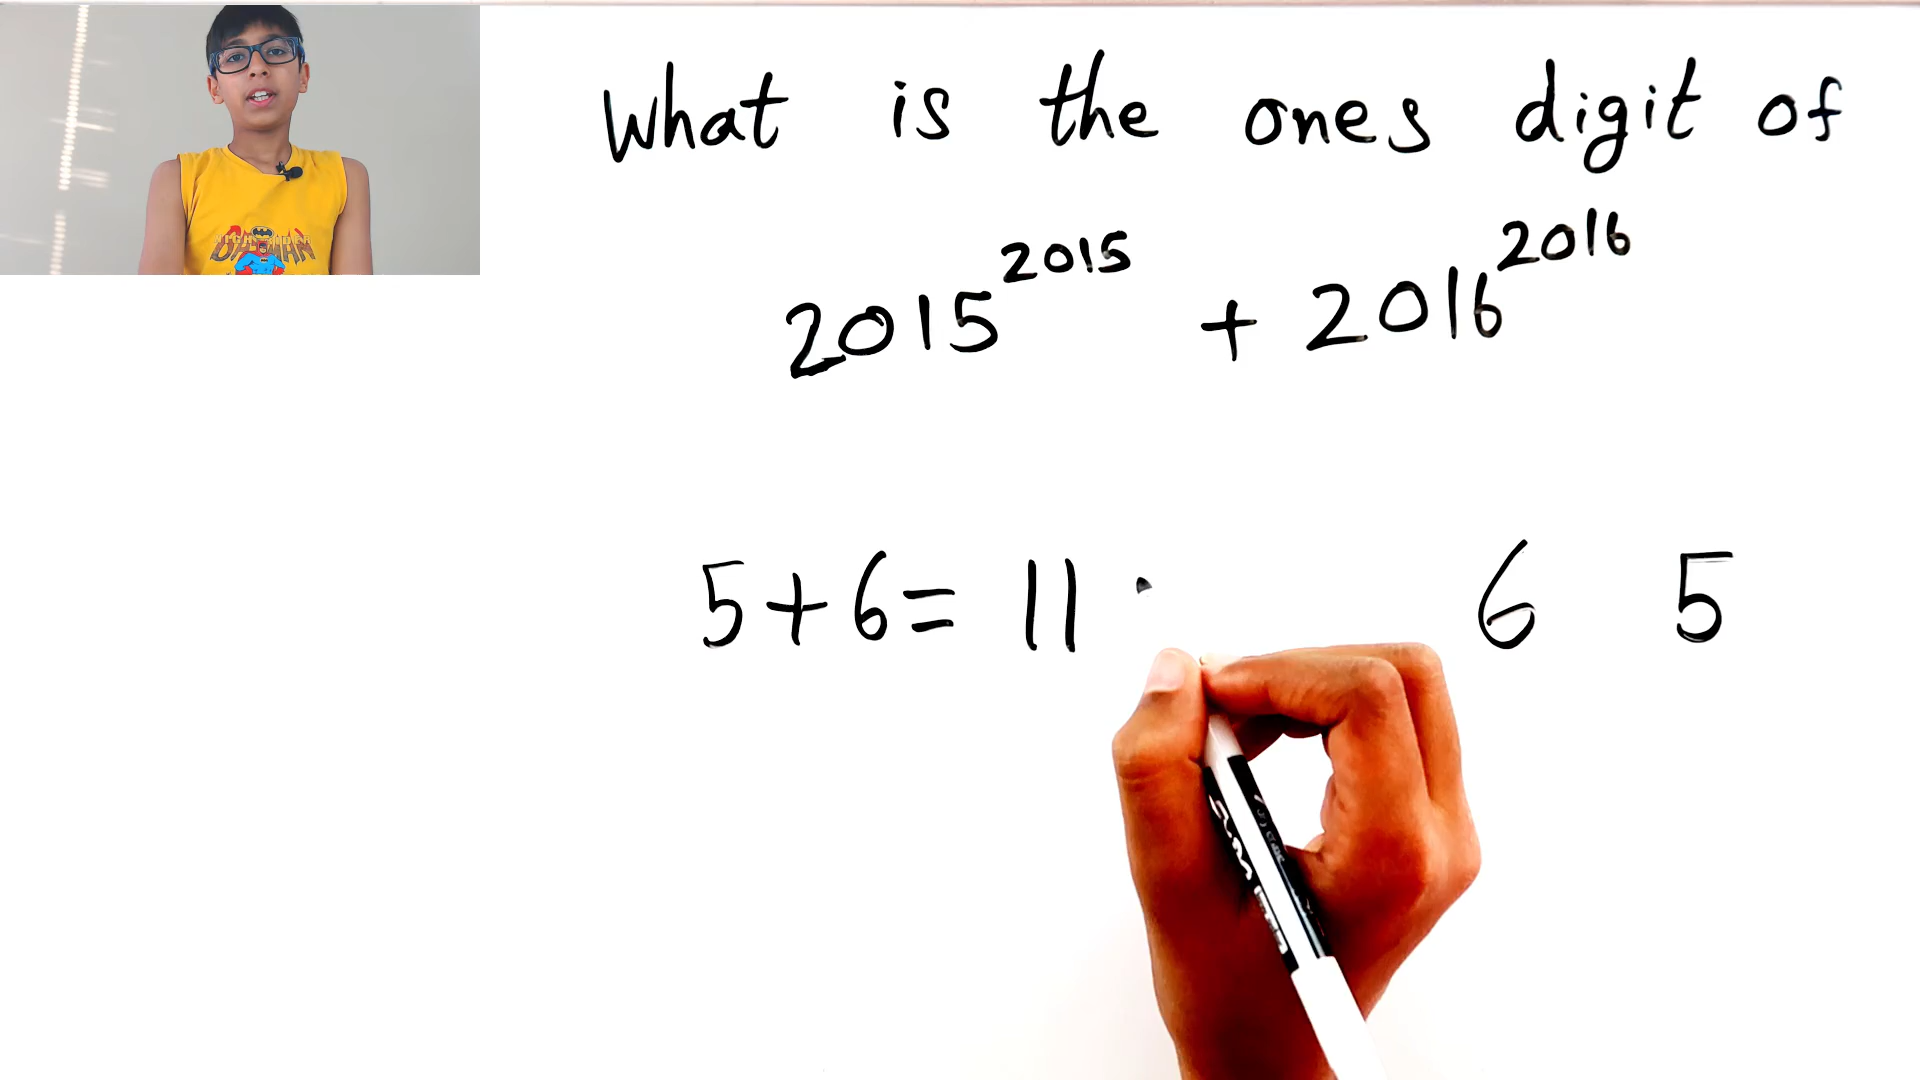 What is the ones digit of
2015^2015 + 2016^2016
5+6= 11 6 5